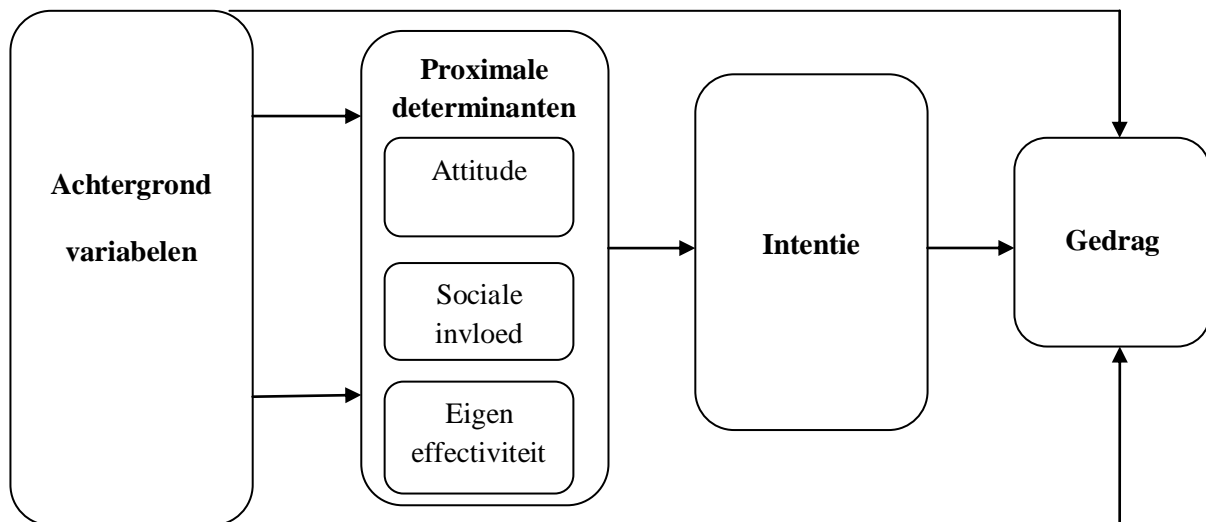 Achtergrond
variabelen
Proximale
determinanten
Attitude
Sociale
invloed
Eigen
effectiviteit
Intentie
Gedrag